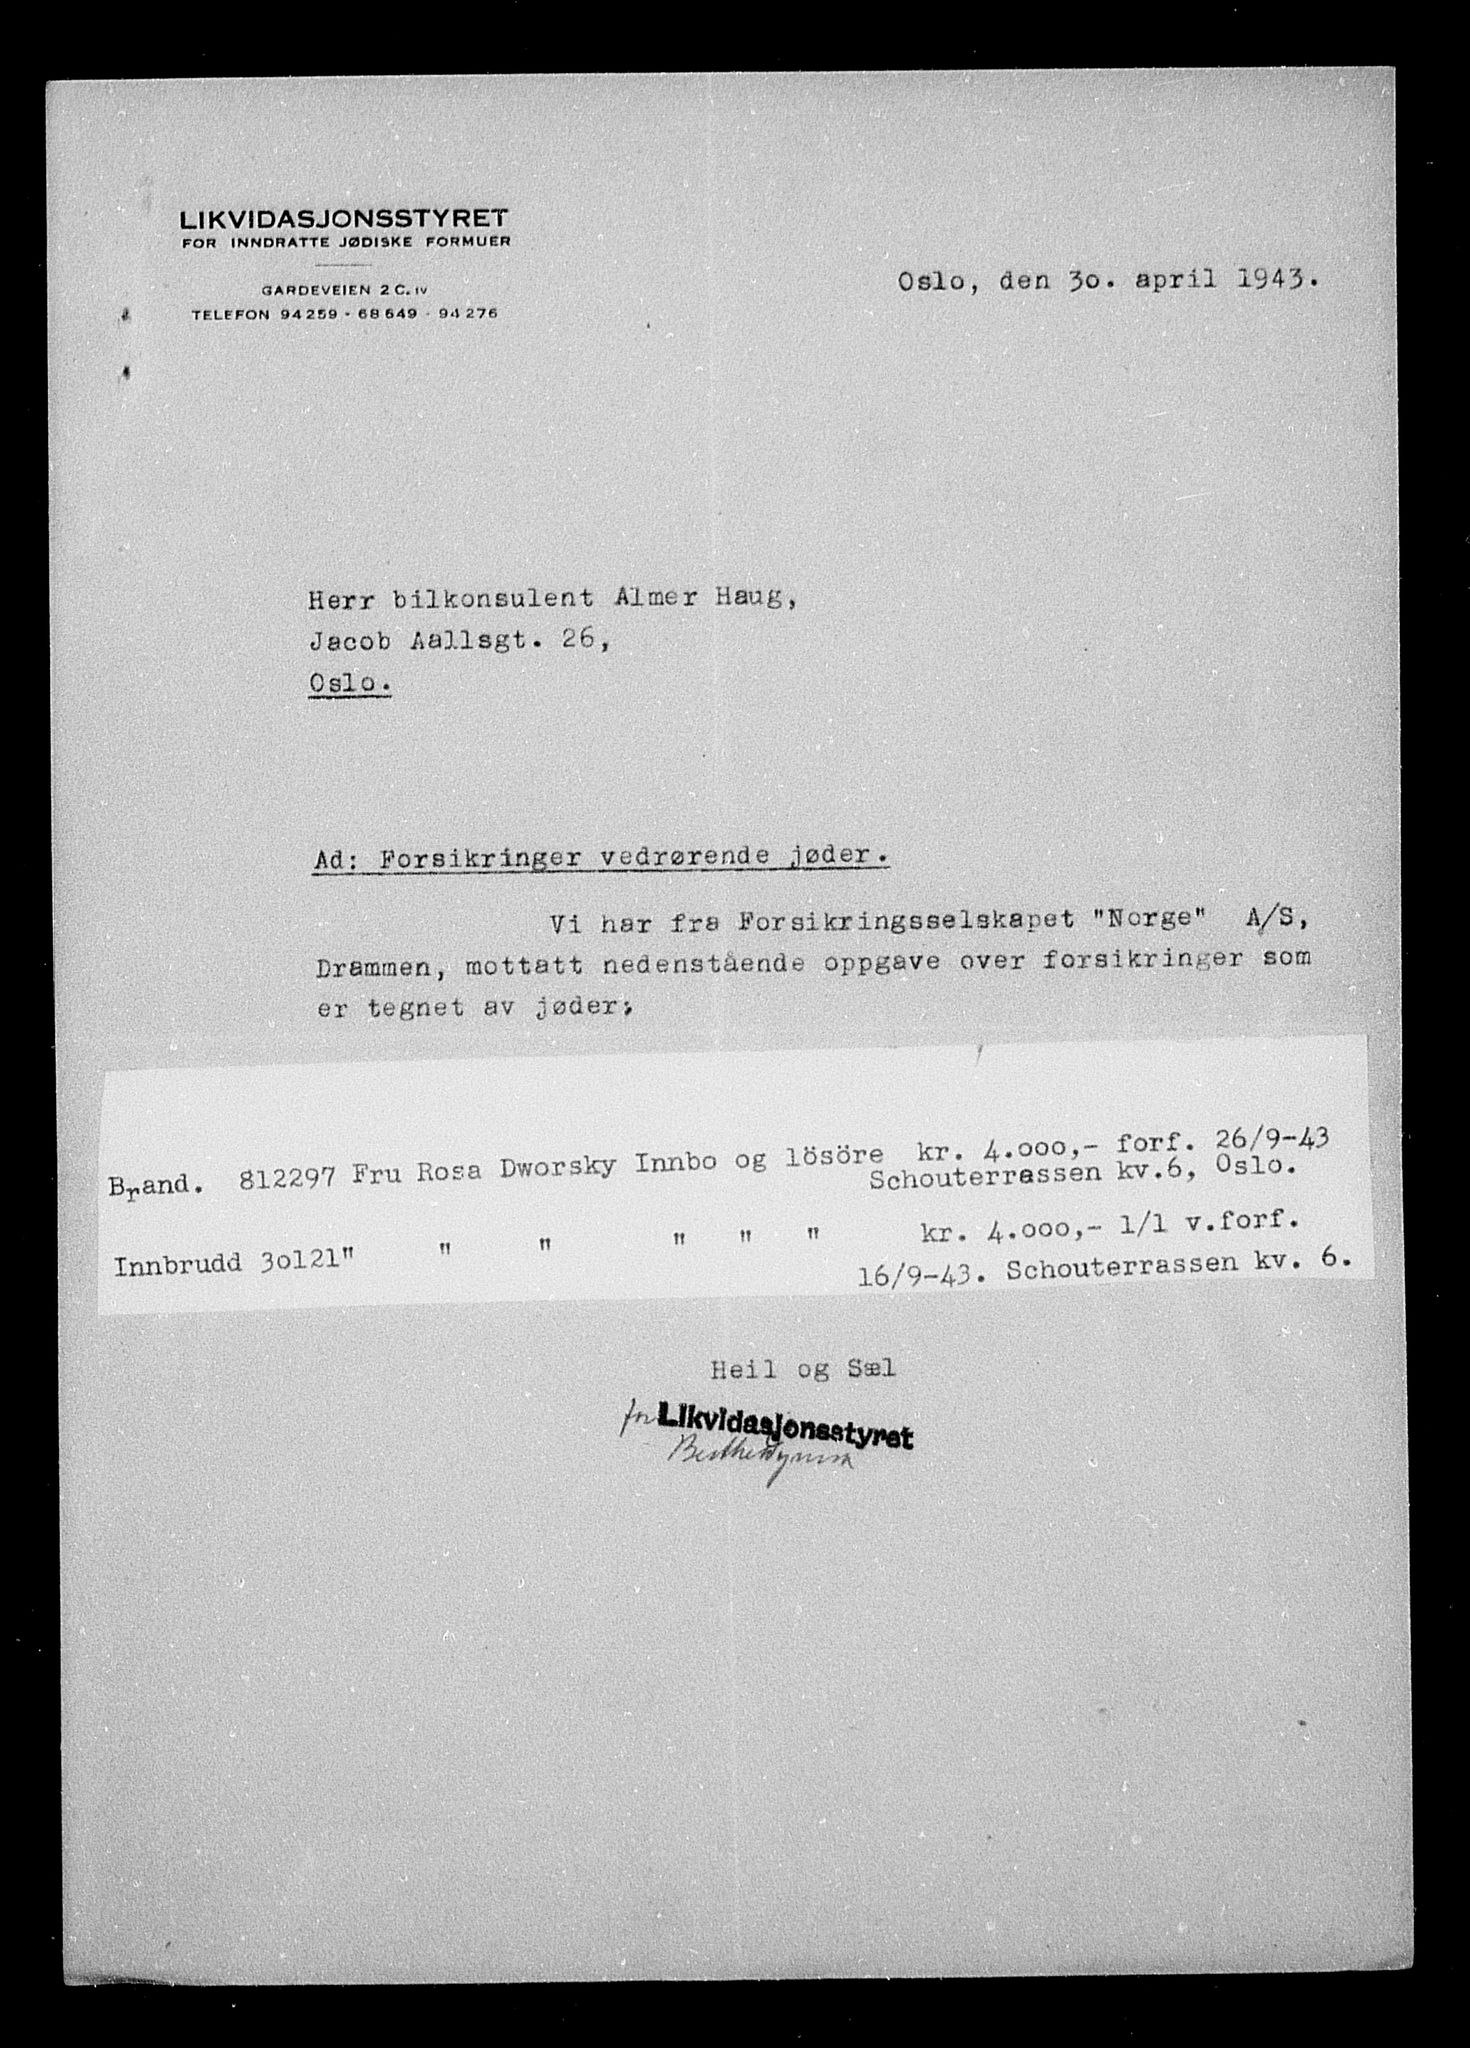 LIKVIDASJONSSTYRET
FOR INNDRATTE JØDISKE FORMUER
GARDEVEIEN 2 C. IV
TELEFON 94259 - 68649 - 94276
Oslo, den 30. april 1943.
Herr bilkonsulent Almer Haug,
Jacob Aallsgt. 26,
Oslo.
Ad: Forsikringer vedrørende jøder.
Vi har fra Forsikringsselskapet "Norge" A/S,
Drammen, mottatt nedenstående oppgave over forsikringer som
er tegnet av jøder:
Brand. 812297 Fru Rosa Dworsky Innbo og lösöre kr. 4.000,- forf. 26/9-43
Schouterrassen kv.6, Oslo.
Innbrudd 30121 " " " " " " kr. 4.000,- 1/1 v.forf.
16/9-43. Schouterrassen kv. 6.
Heil og Sæl
for Likvidasjonsstyret